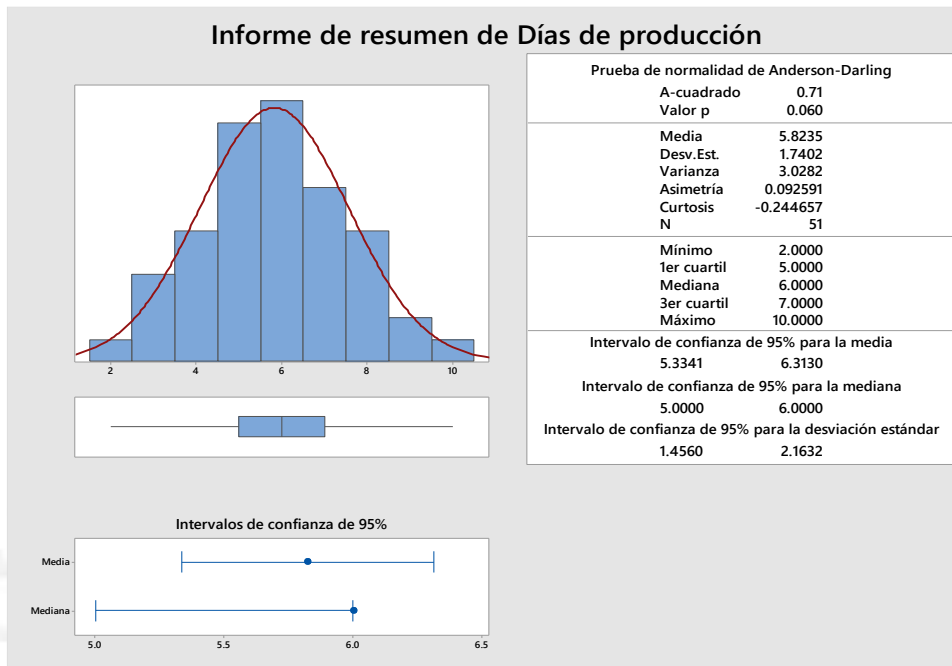 Informe de resumen de Días de producción
2 4 6 8 10
Prueba de normalidad de Anderson-Darling
A-cuadrado 0.71
Valor p 0.060
Media 5.8235
Desv.Est. 1.7402
Varianza 3.0282
Asimetría 0.092591
Curtosis -0.244657
N 51
Mínimo 2.0000
1er cuartil 5.0000
Mediana 6.0000
3er cuartil 7.0000
Máximo 10.0000
Intervalo de confianza de 95% para la media
5.3341 6.3130
Intervalo de confianza de 95% para la mediana
5.0000 6.0000
Intervalo de confianza de 95% para la desviación estándar
1.4560 2.1632
Intervalos de confianza de 95%
Media
Mediana
5.0 5.5 6.0 6.5